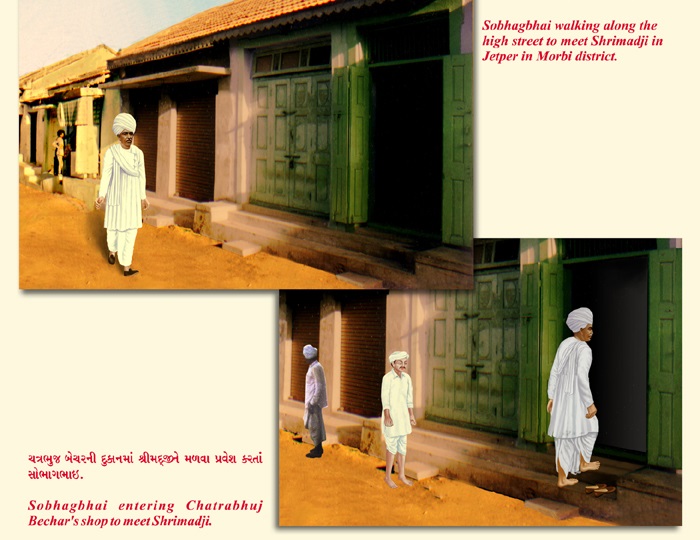 Sobhagbhai walking along the
high street to meet Shrimadji in
Jetper in Morbi district.
ચત્રભુજ બેચરની દુકાનમાં શ્રીમદ્જીને મળવા પ્રવેશ કરતાં
સોભાગભાઇ.
Sobhagbhai entering Chatrabhuj
Bechar's shop to meet Shrimadji.